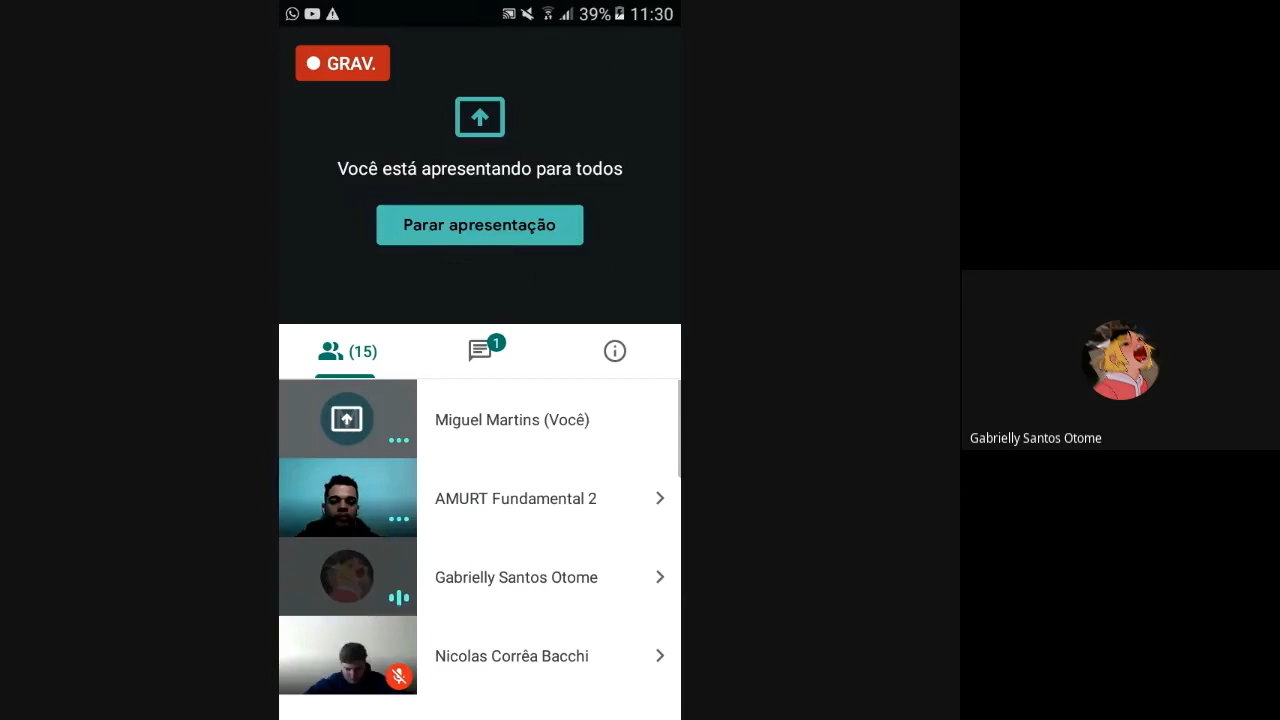 39% 11:30
GRAV.
Você está apresentando para todos
Parar apresentação
(15)
1
Miguel Martins (Você)
AMURT Fundamental 2
Gabrielly Santos Otome
Nicolas Corrêa Bacchi
Gabrielly Santos Otome